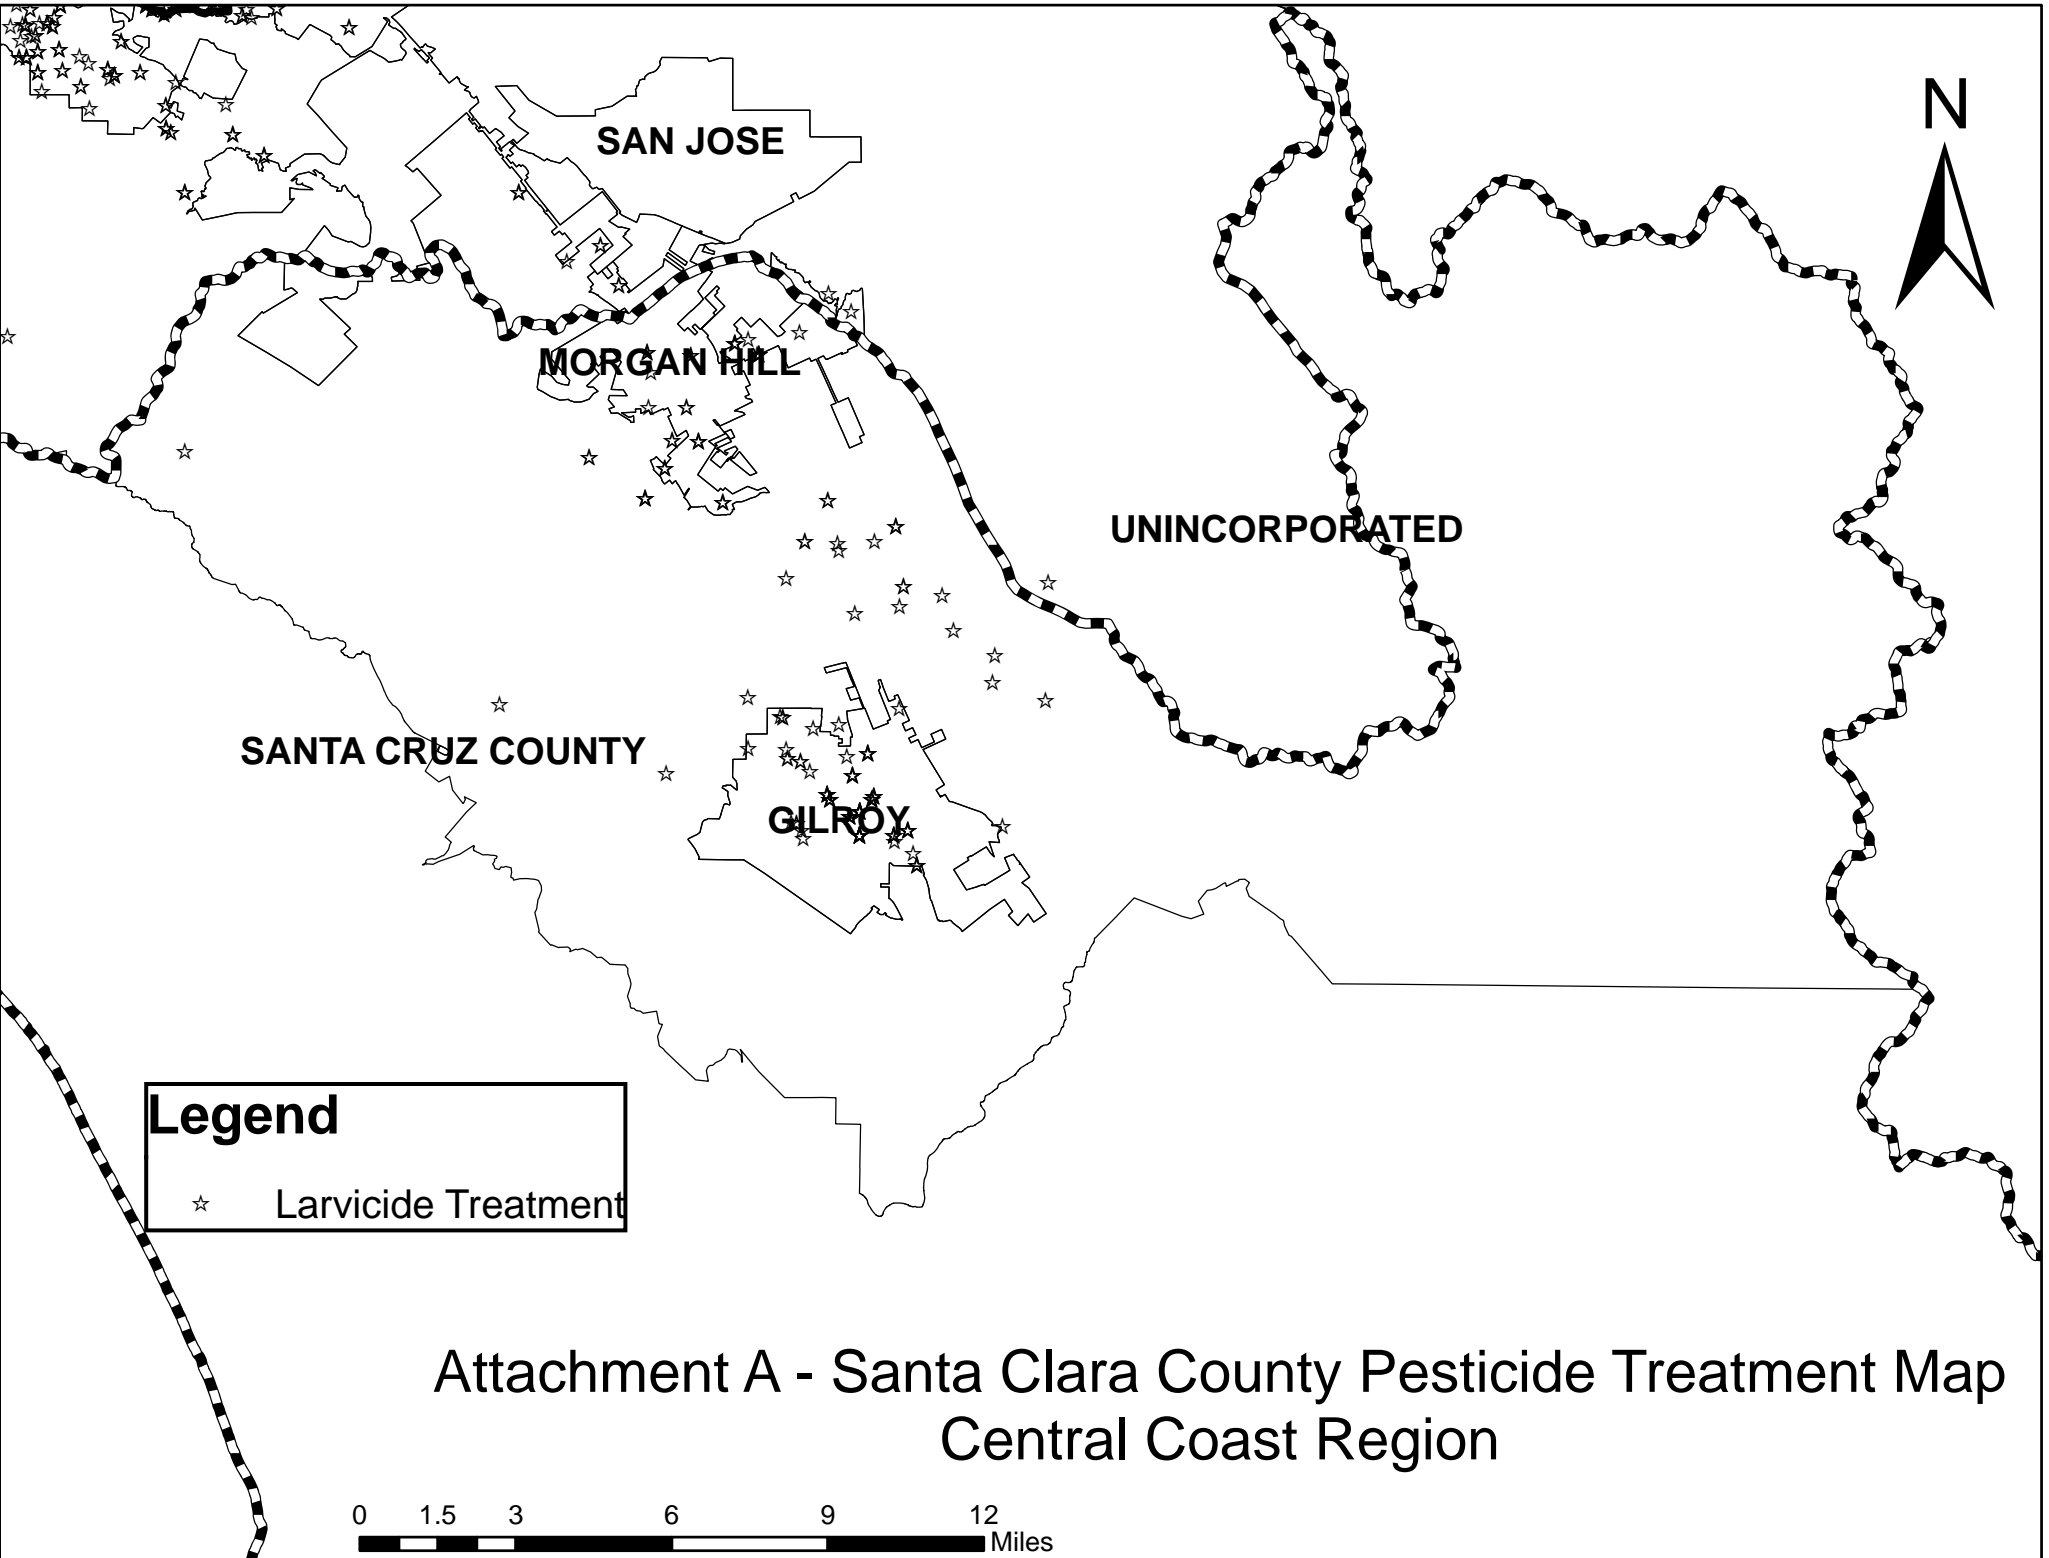 N
SAN JOSE
MORGAN HILL
UNINCORPORATED
SANTA CRUZ COUNTY
GILROY
Legend
Larvicide Treatment
Attachment A - Santa Clara County Pesticide Treatment Map
Central Coast Region
0 1.5 3 6 9 12
Miles